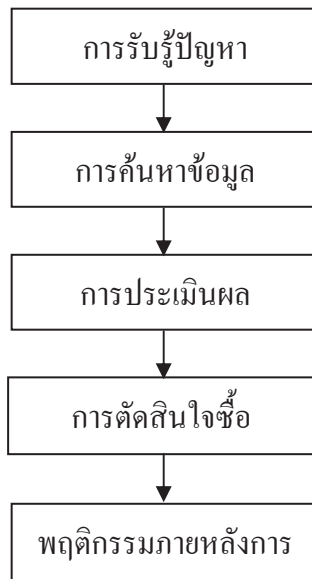 การรับรู้ปัญหา
การค้นหาข้อมูล
การประเมินผล
การตัดสินใจซื้อ
พฤติกรรมภายหลังการ